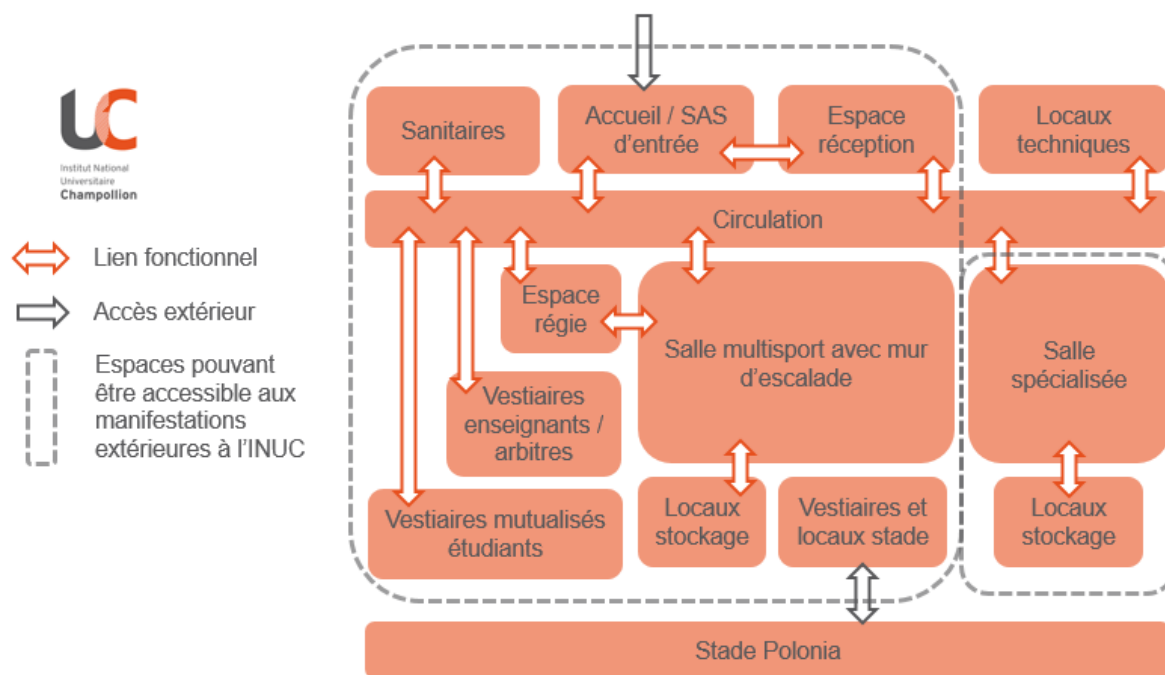 UC
Institut National
Universitaire
Champollion
Lien fonctionnel
Accès extérieur
Espaces pouvant
être accessible aux
manifestations
extérieures à l'INUC
Sanitaires
Accueil / SAS
d'entrée
Espace
réception
Locaux
techniques
Circulation
Espace
régie
Salle multisport avec mur
d'escalade
Salle
spécialisée
Vestiaires
enseignants /
arbitres
Vestiaires mutualisés
étudiants
Locaux
stockage
Vestiaires et
locaux stade
Locaux
stockage
Stade Polonia